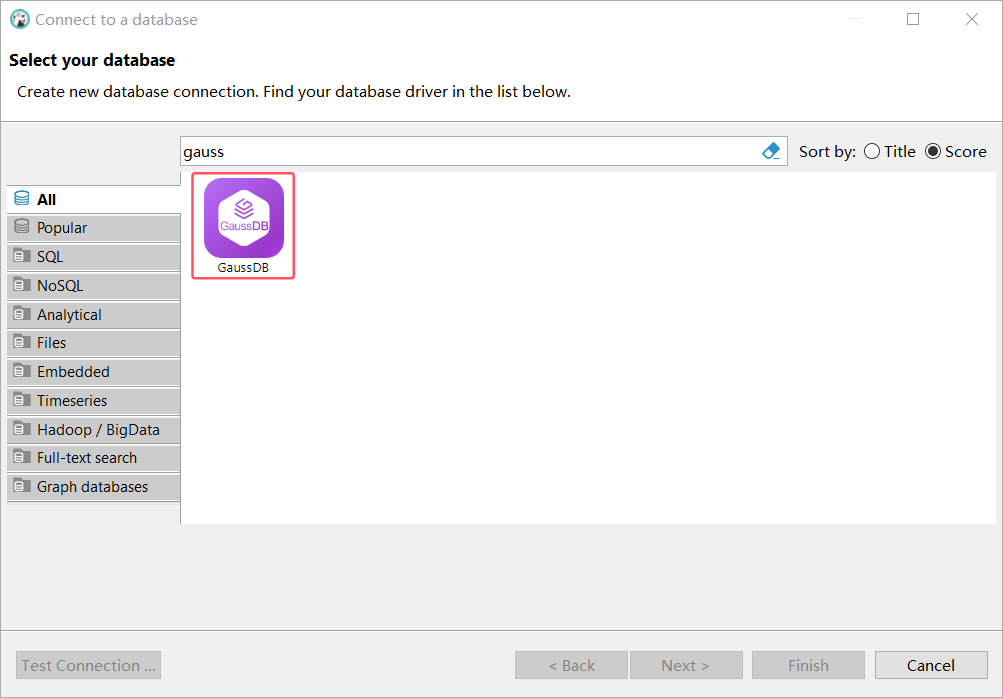 Connect to a database
Select your database
Create new database connection. Find your database driver in the list below.
gauss
Sort by: Title Score
All
Popular
SQL
NoSQL
Analytical
Files
Embedded
Timeseries
Hadoop / BigData
Full-text search
Graph databases
GaussDB
GaussDB
Test Connection ...
< Back
Next >
Finish
Cancel